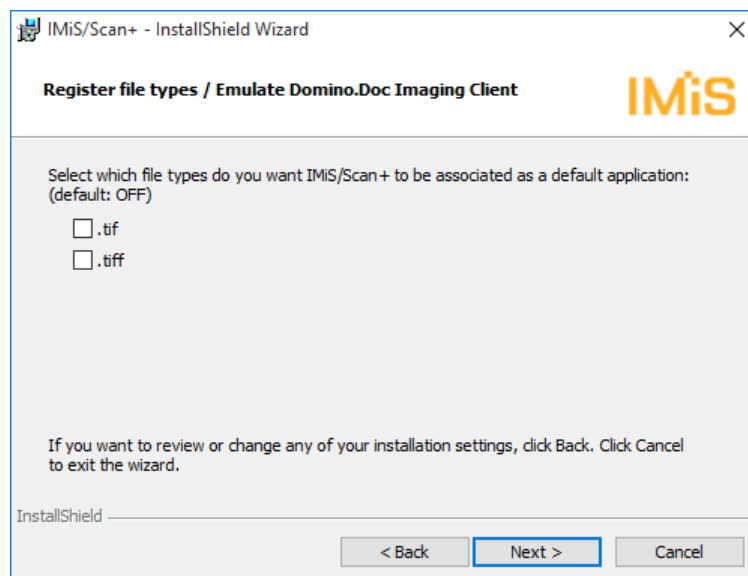 IMiS/Scan+ - InstallShield Wizard
Register file types / Emulate Domino.Doc Imaging Client
IMiS
Select which file types do you want IMiS/Scan+ to be associated as a default application:
(default: OFF)
.tif
.tiff
If you want to review or change any of your installation settings, click Back. Click Cancel
to exit the wizard.
InstallShield
< Back
Next >
Cancel